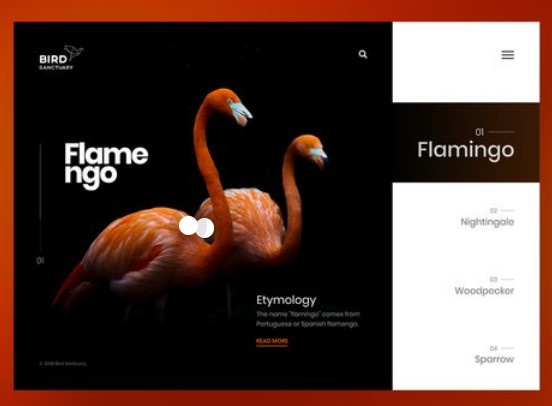 BIRD
SANCTUARY
Flame
ngo
01
Etymology
The name "flamingo" comes from
Portuguese or Spanish flamengo.
READ MORE
© 2018 Bird Santuary
01
Flamingo
02
Nightingale
03
Woodpecker
04
Sparrow